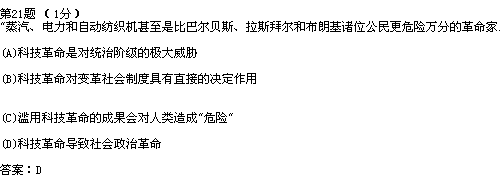 第21题 （1分）
“蒸汽、电力和自动纺织机甚至是比巴尔贝斯、拉斯拜尔和布朗基诸位公民更危险万分的革命家.
(A)科技革命是对统治阶级的极大威胁
(B)科技革命对变革社会制度具有直接的决定作用
(C)滥用科技革命的成果会对人类造成“危险”
(D)科技革命导致社会政治革命
答案：D